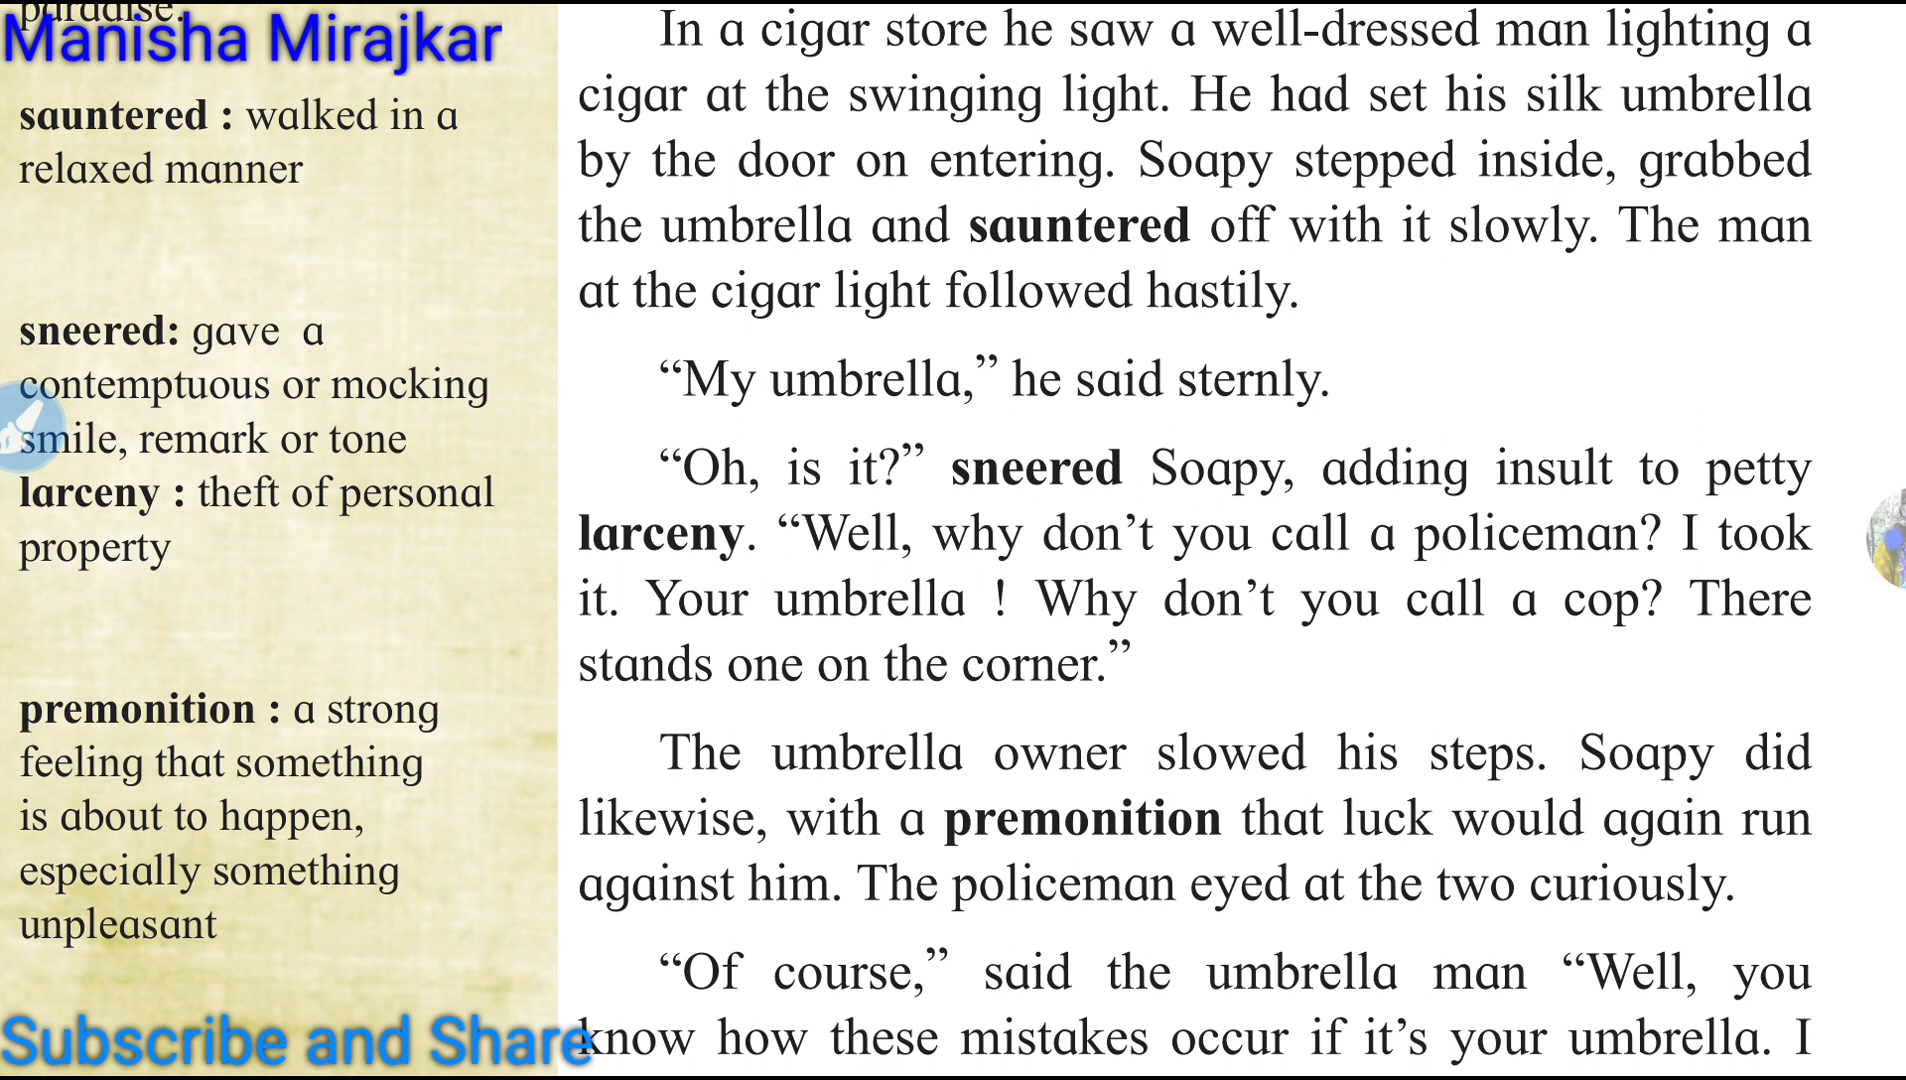 paradise.
Manisha Mirajkar
sauntered : walked in a
relaxed manner
sneered: gave a
contemptuous or mocking
smile, remark or tone
larceny : theft of personal
property
premonition : a strong
feeling that something
is about to happen,
especially something
unpleasant
Subscribe and Share
In a cigar store he saw a well-dressed man lighting a
cigar at the swinging light. He had set his silk umbrella
by the door on entering. Soapy stepped inside, grabbed
the umbrella and sauntered off with it slowly. The man
at the cigar light followed hastily.
“My umbrella,” he said sternly.
“Oh, is it?” sneered Soapy, adding insult to petty
larceny. “Well, why don’t you call a policeman? I took
it. Your umbrella ! Why don’t you call a cop? There
stands one on the corner.”
The umbrella owner slowed his steps. Soapy did
likewise, with a premonition that luck would again run
against him. The policeman eyed at the two curiously.
“Of course,” said the umbrella man “Well, you
know how these mistakes occur if it’s your umbrella. I